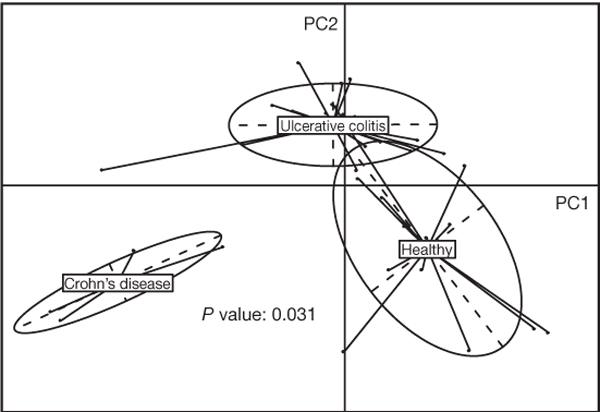 PC2
Ulcerative colitis
PC1
Healthy
Crohn's disease
P value: 0.031